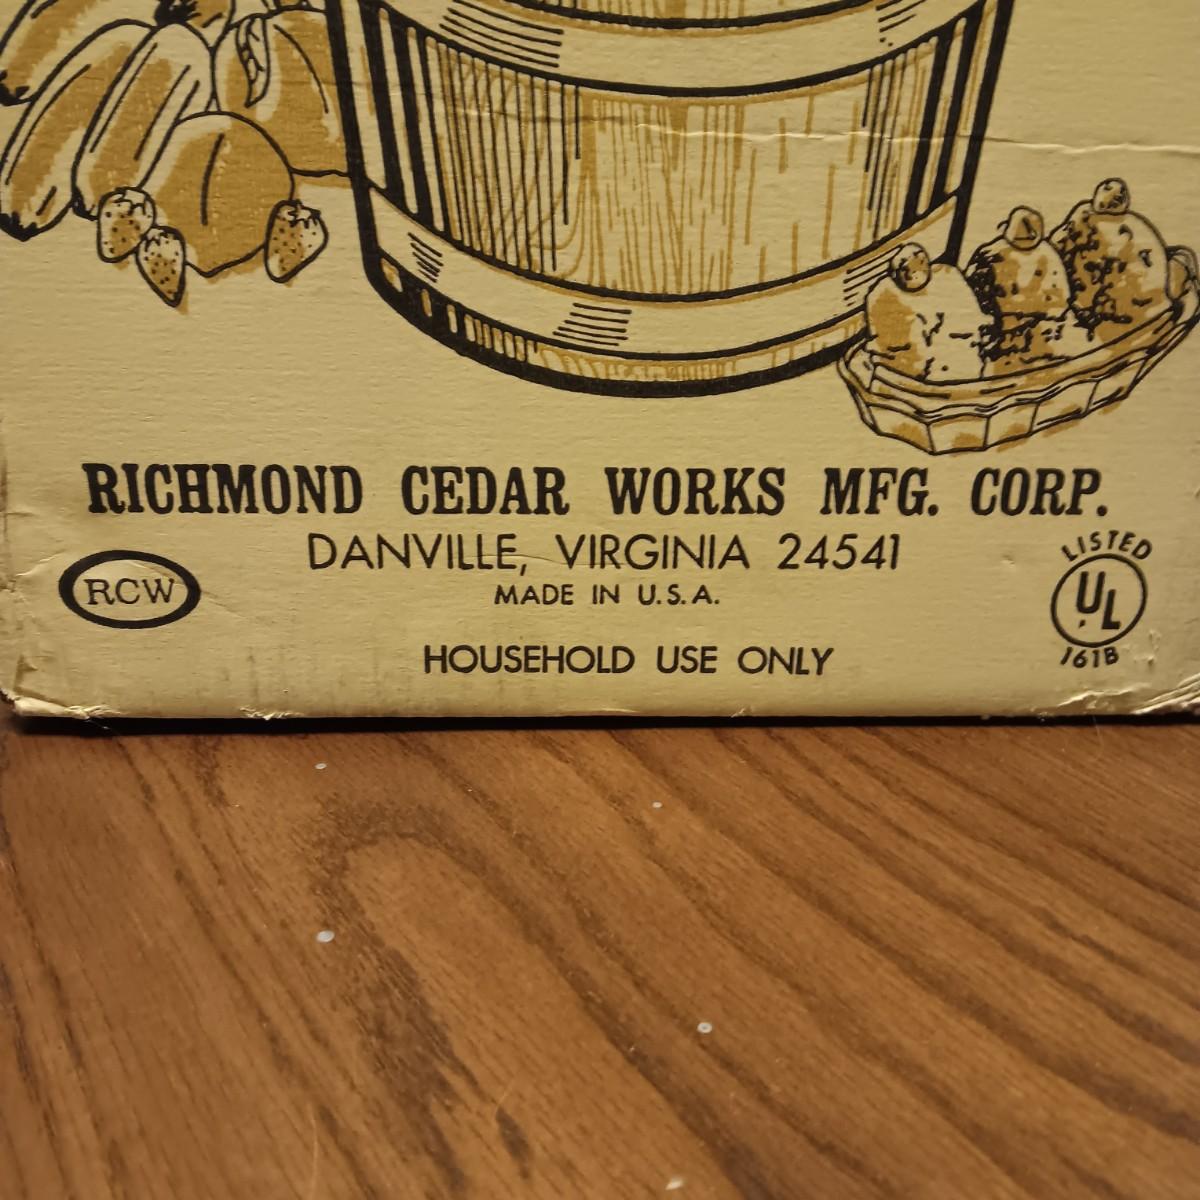 RICHMOND CEDAR WORKS MFG. CORP.
DANVILLE, VIRGINIA 24541
MADE IN U.S.A.
HOUSEHOLD USE ONLY
RCW
LISTED
UL
161B